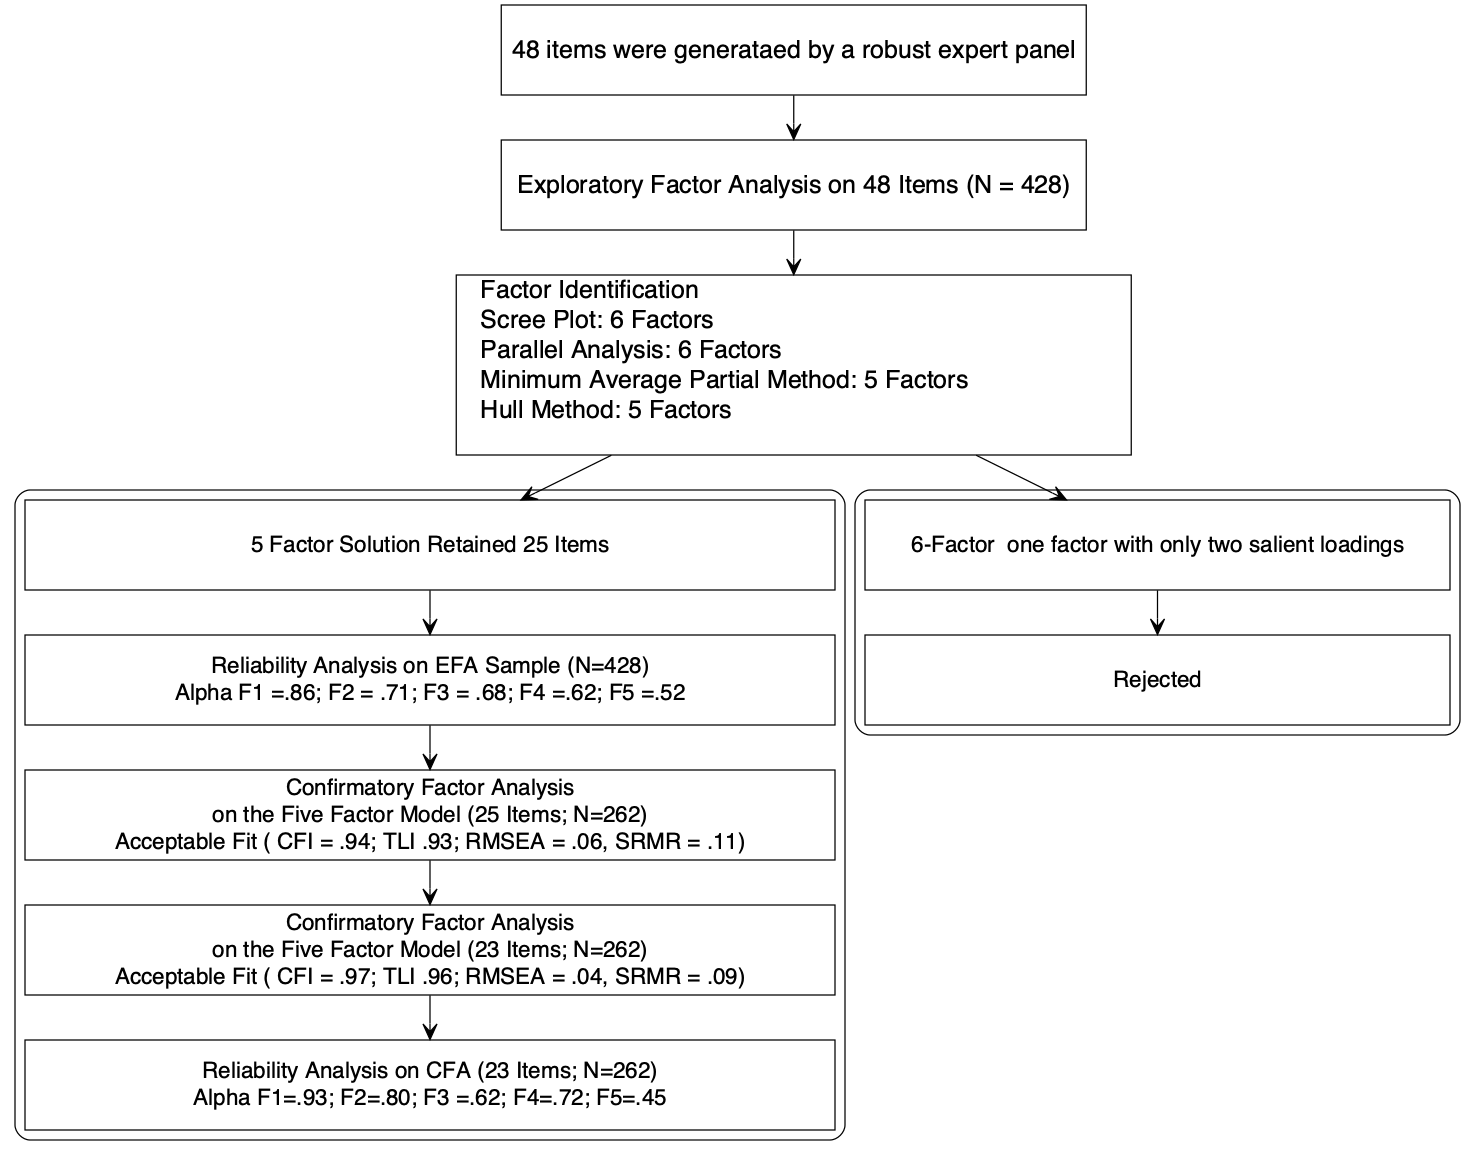 48 items were generataed by a robust expert panel
Exploratory Factor Analysis on 48 Items (N = 428)
Factor Identification
Scree Plot: 6 Factors
Parallel Analysis: 6 Factors
Minimum Average Partial Method: 5 Factors
Hull Method: 5 Factors
5 Factor Solution Retained 25 Items
Reliability Analysis on EFA Sample (N=428)
Alpha F1 =.86; F2 = .71; F3 = .68; F4 =.62; F5 =.52
Confirmatory Factor Analysis
on the Five Factor Model (25 Items; N=262)
Acceptable Fit ( CFI = .94; TLI .93; RMSEA = .06, SRMR = .11)
Confirmatory Factor Analysis
on the Five Factor Model (23 Items; N=262)
Acceptable Fit ( CFI = .97; TLI .96; RMSEA = .04, SRMR = .09)
Reliability Analysis on CFA (23 Items; N=262)
Alpha F1=.93; F2=.80; F3 =.62; F4=.72; F5=.45
6-Factor  one factor with only two salient loadings
Rejected